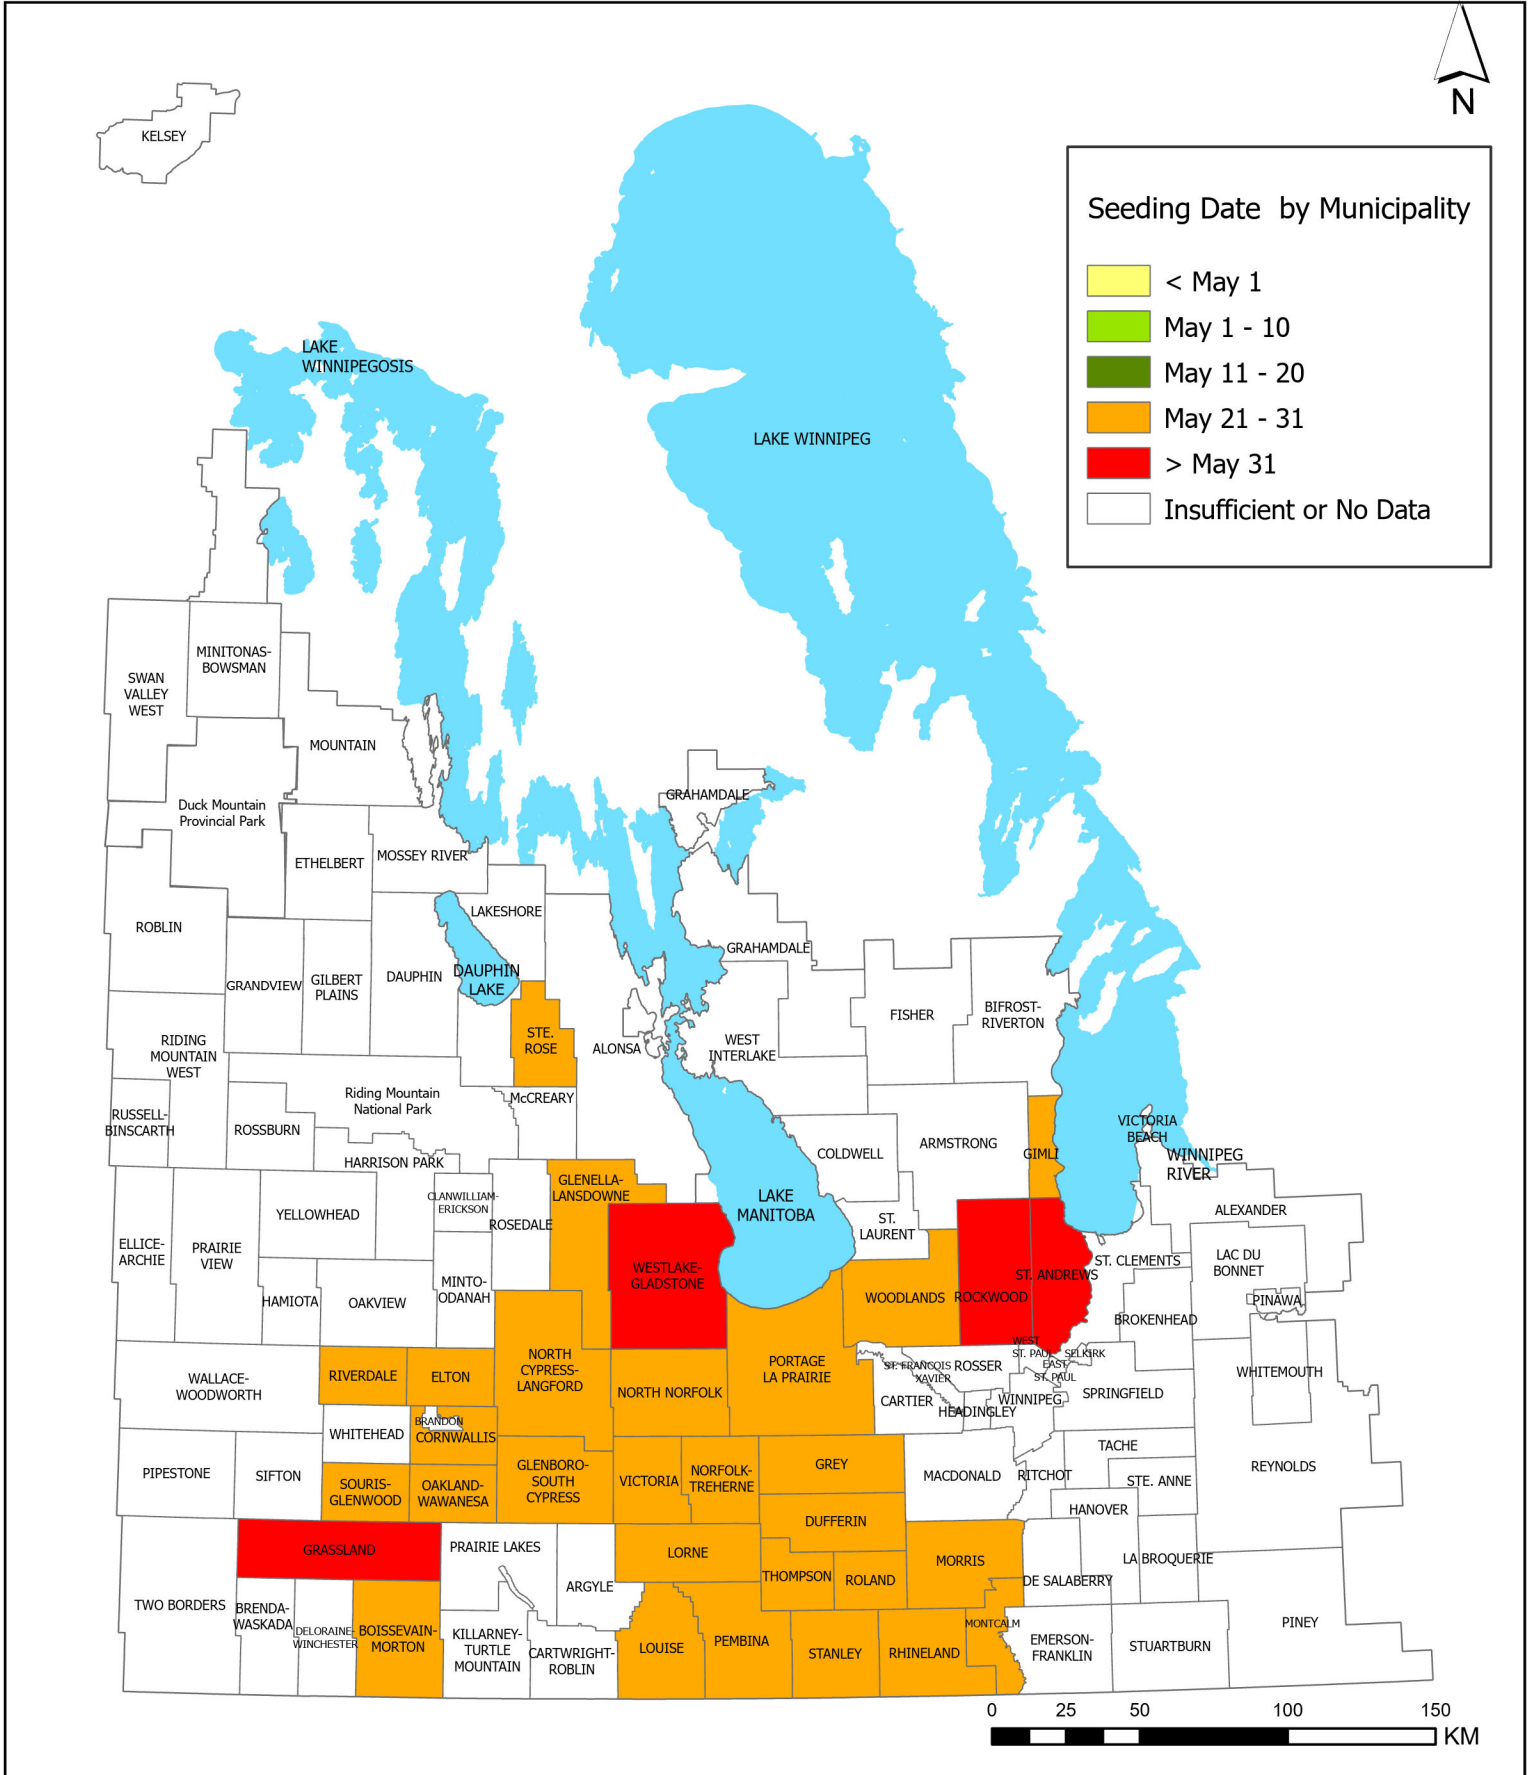 N
KELSEY
Seeding Date by Municipality
< May 1
May 1 - 10
May 11 - 20
May 21 - 31
> May 31
Insufficient or No Data
LAKE
WINNIPEGOSIS
LAKE WINNIPEG
MINITONAS-
BOWSMAN
SWAN
VALLEY
WEST
MOUNTAIN
GRAHAMDALE
Duck Mountain
Provincial Park
ETHELBERT
MOSSEY RIVER
ROBLIN
LAKESHORE
GRAHAMDALE
GRANDVIEW
GILBERT
PLAINS
DAUPHIN
DAUPHIN
LAKE
STE.
ROSE
ALONSA
WEST
INTERLAKE
FISHER
BIFROST-
RIVERTON
RIDING
MOUNTAIN
WEST
Riding Mountain
National Park
McCREARY
RUSSELL-
BINSCARTH
ROSSBURN
HARRISON PARK
COLDWELL
ARMSTRONG
GIMLI
VICTORIA
BEACH
WINNIPEG
RIVER
GLENELLA-
LANSDOWNE
CLANWILLIAM-
ERICKSON
ROSEDALE
LAKE
MANITOBA
ST.
LAURENT
ALEXANDER
YELLOWHEAD
ELLICE-
ARCHIE
PRAIRIE
VIEW
WESTLAKE-
GLADSTONE
ST. CLEMENTS
LAC DU
BONNET
ST. ANDREWS
HAMIOTA
OAKVIEW
MINTO-
ODANAH
WOODLANDS
ROCKWOOD
PINAWA
BROKENHEAD
WALLACE-
WOODWORTH
RIVERDALE
ELTON
NORTH
CYPRESS-
LANGFORD
NORTH NORFOLK
PORTAGE
LA PRAIRIE
WEST
ST. PAUL
SELKIRK
EAST
ST. PAUL
ST. FRANCOIS
XAVIER
ROSSER
WHITEMOUTH
CARTIER
HEADINGLEY
WINNIPEG
SPRINGFIELD
BRANDON
CORNWALLIS
WHITEHEAD
TACHE
PIPESTONE
SIFTON
SOURIS-
GLENWOOD
OAKLAND-
WAWANESA
GLENBORO-
SOUTH
CYPRESS
VICTORIA
NORFOLK-
TREHERNE
GREY
MACDONALD
RITCHOT
STE. ANNE
REYNOLDS
HANOVER
DUFFERIN
GRASSLAND
PRAIRIE LAKES
LORNE
MORRIS
LA BROQUERIE
ARGYLE
THOMPSON
ROLAND
DE SALABERRY
TWO BORDERS
BRENDA-
WASKADA
DELORAINE-
WINCHESTER
BOISSEVAIN-
MORTON
KILLARNEY-
TURTLE
MOUNTAIN
CARTWRIGHT-
ROBLIN
LOUISE
PEMBINA
STANLEY
RHINELAND
MONTCALM
EMERSON-
FRANKLIN
STUARTBURN
PINEY
0 25 50 100 150
KM